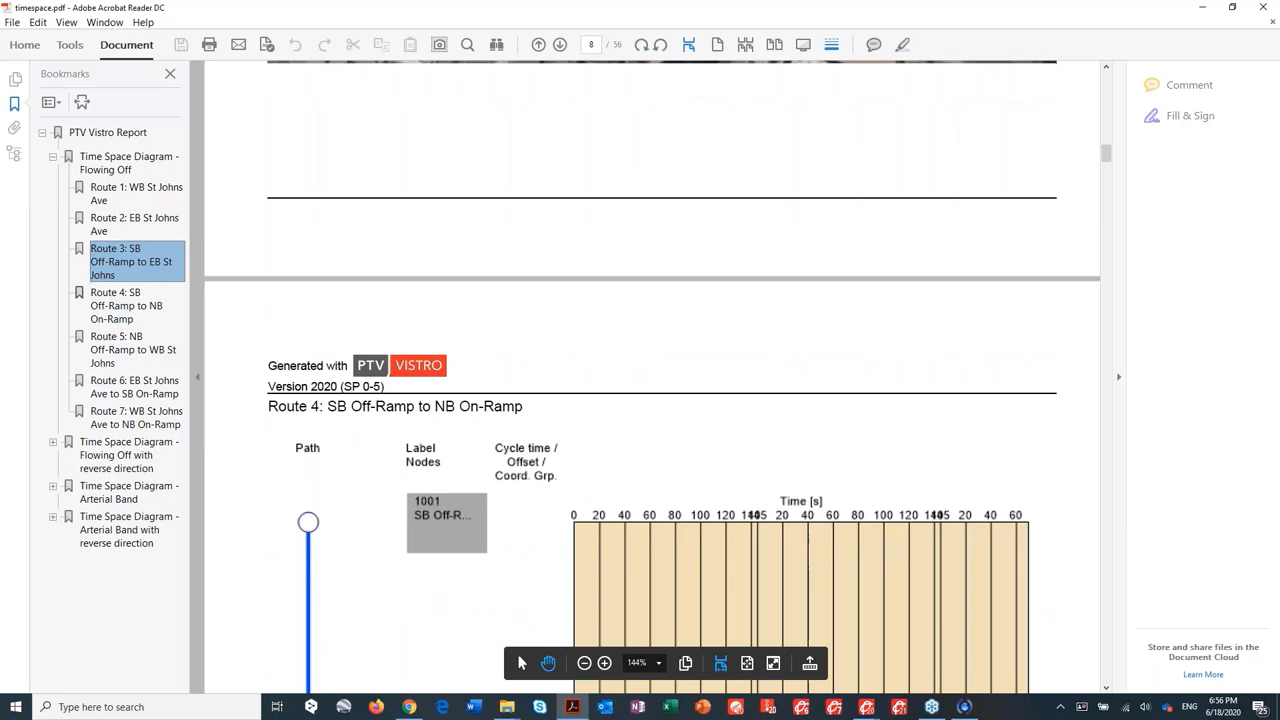 timespace.pdf - Adobe Acrobat Reader DC
File Edit View Window Help
Home Tools Document
8 / 56
Bookmarks
PTV Vistro Report
Time Space Diagram -
Flowing Off
Route 1: WB St Johns
Ave
Route 2: EB St Johns
Ave
Route 3: SB
Off-Ramp to EB St
Johns
Route 4: SB
Off-Ramp to NB
On-Ramp
Route 5: NB
Off-Ramp to WB St
Johns
Route 6: EB St Johns
Ave to SB On-Ramp
Route 7: WB St Johns
Ave to NB On-Ramp
Time Space Diagram -
Flowing Off with
reverse direction
Time Space Diagram -
Arterial Band
Time Space Diagram -
Arterial Band with
reverse direction
Generated with PTV VISTRO
Version 2020 (SP 0-5)
Route 4: SB Off-Ramp to NB On-Ramp
Path
Label
Nodes
Cycle time /
Offset /
Coord. Grp.
1001
SB Off-R...
Time [s]
0 20 40 60 80 100 120 20 40 60 80 100 120 20 40 60
144%
Comment
Fill & Sign
Store and share files in the
Document Cloud
Learn More
Type here to search
6:56 PM
6/18/2020